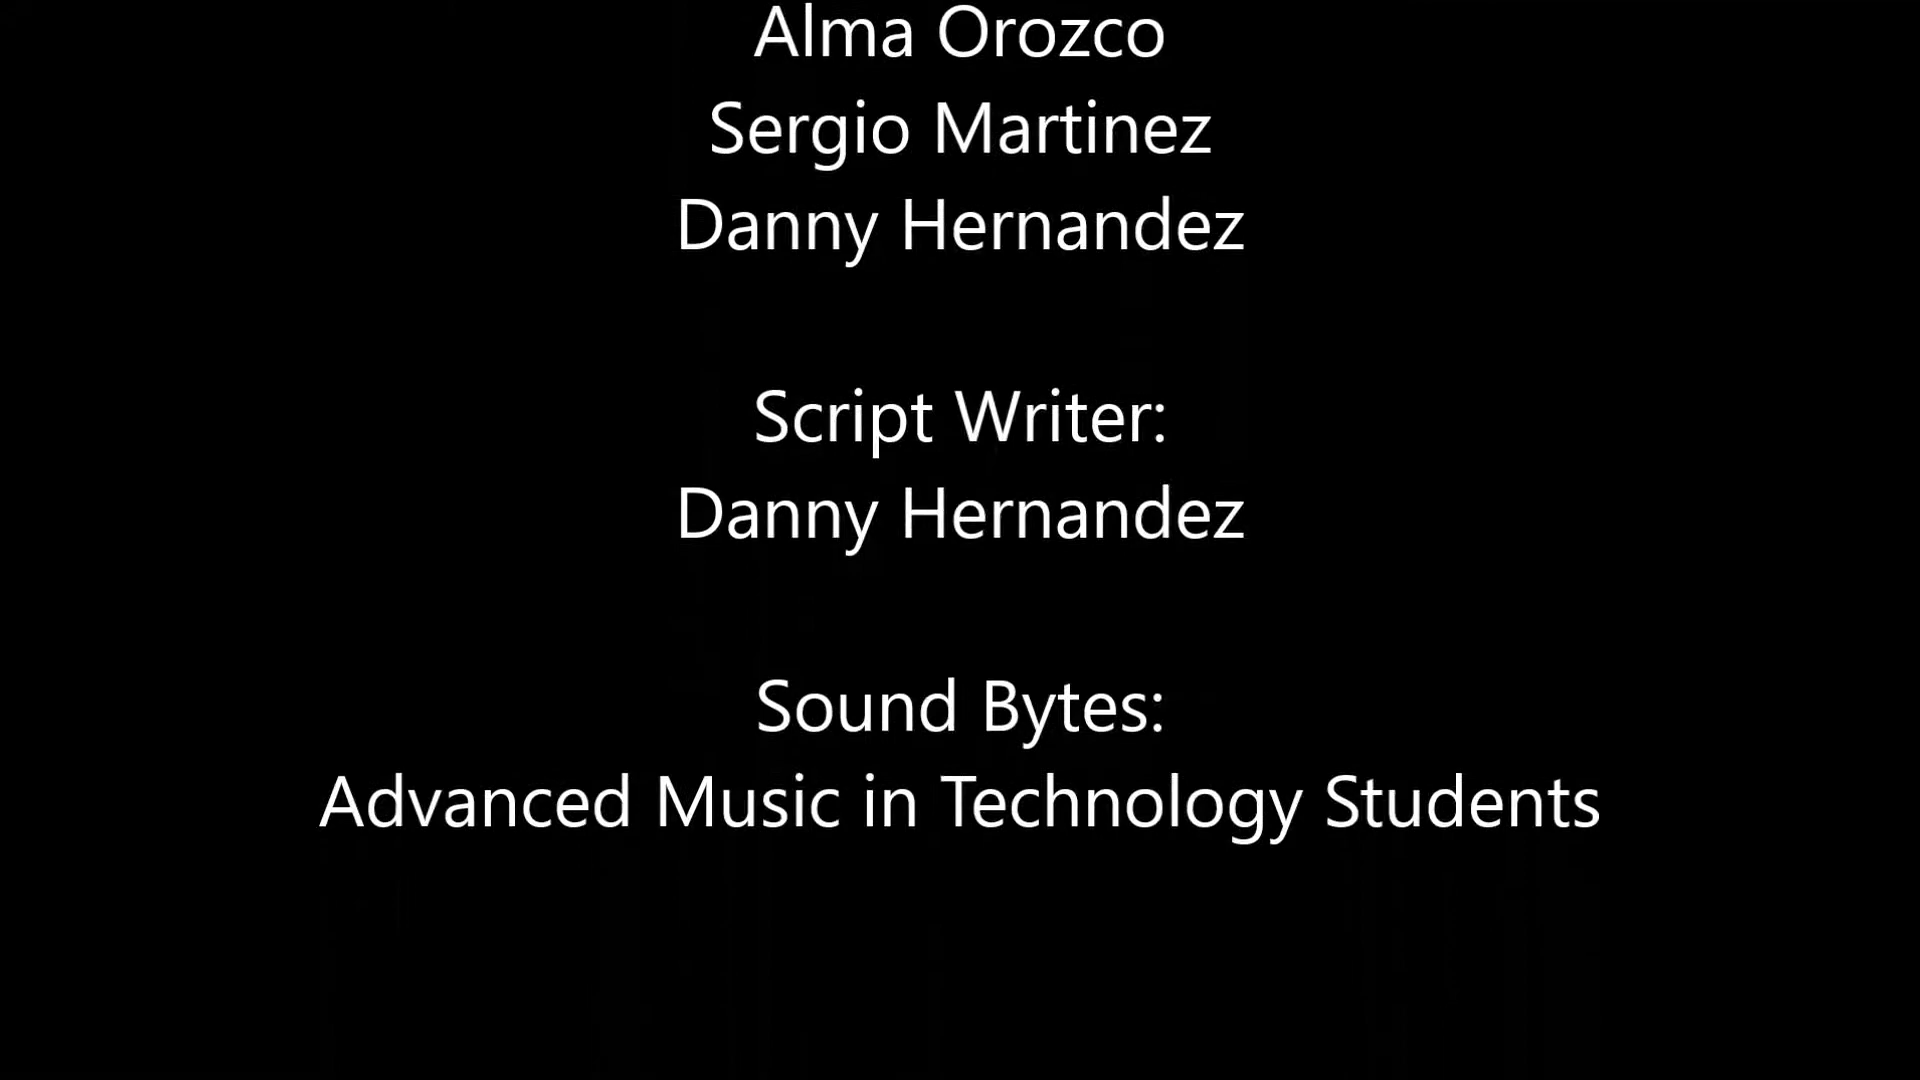 Alma Orozco
Sergio Martinez
Danny Hernandez
Script Writer:
Danny Hernandez
Sound Bytes:
Advanced Music in Technology Students